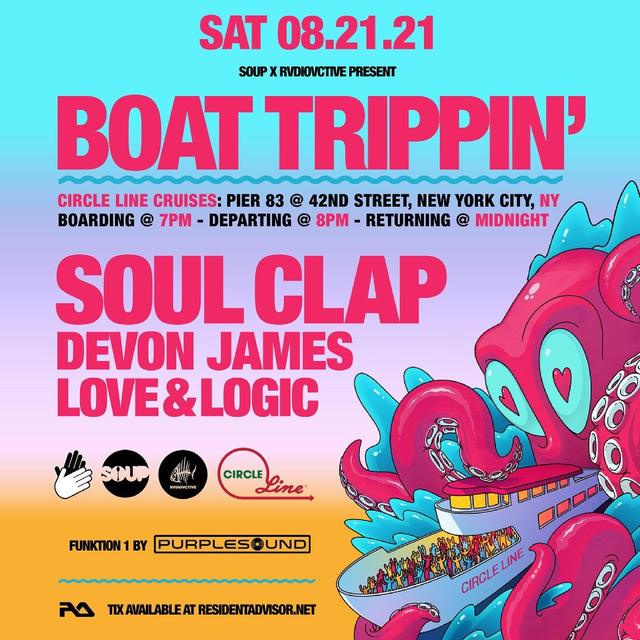 SAT 08.21.21
SOUP X RVDIOVCTIVE PRESENT
BOAT TRIPPIN'
CIRCLE LINE CRUISES: PIER 83 @ 42ND STREET, NEW YORK CITY, NY
BOARDING @ 7PM - DEPARTING @ 8PM - RETURNING @ MIDNIGHT
SOUL CLAP
DEVON JAMES
LOVE & LOGIC
SOUP
RVDIOVCTIVE
CIRCLE
Line®
CIRCLE LINE
FUNKTION 1 BY PURPLESOUND
RA TIX AVAILABLE AT RESIDENTADVISOR.NET